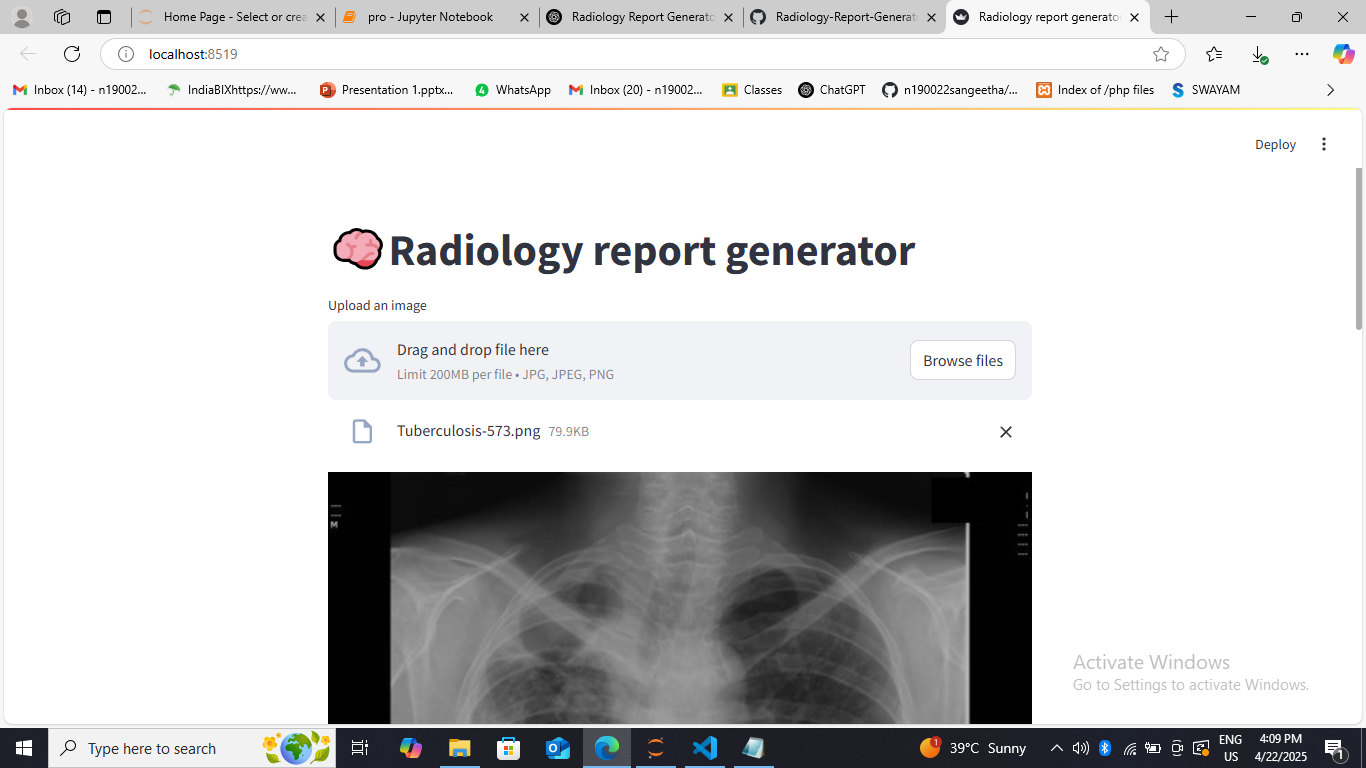 Home Page - Select or crea
pro - Jupyter Notebook
Radiology Report Generato
Radiology-Report-Generat
Radiology report generator
localhost:8519
Inbox (14) - n19002...
IndiaBIXhttps://ww...
Presentation 1.pptx...
WhatsApp
Inbox (20) - n19002...
Classes
ChatGPT
n190022sangeetha/...
Index of /php files
SWAYAM
Deploy
Radiology report generator
Upload an image
Drag and drop file here
Limit 200MB per file • JPG, JPEG, PNG
Browse files
Tuberculosis-573.png 79.9KB
M
Activate Windows
Go to Settings to activate Windows.
Type here to search
1
39°C Sunny
ENG
US
4:09 PM
4/22/2025
1